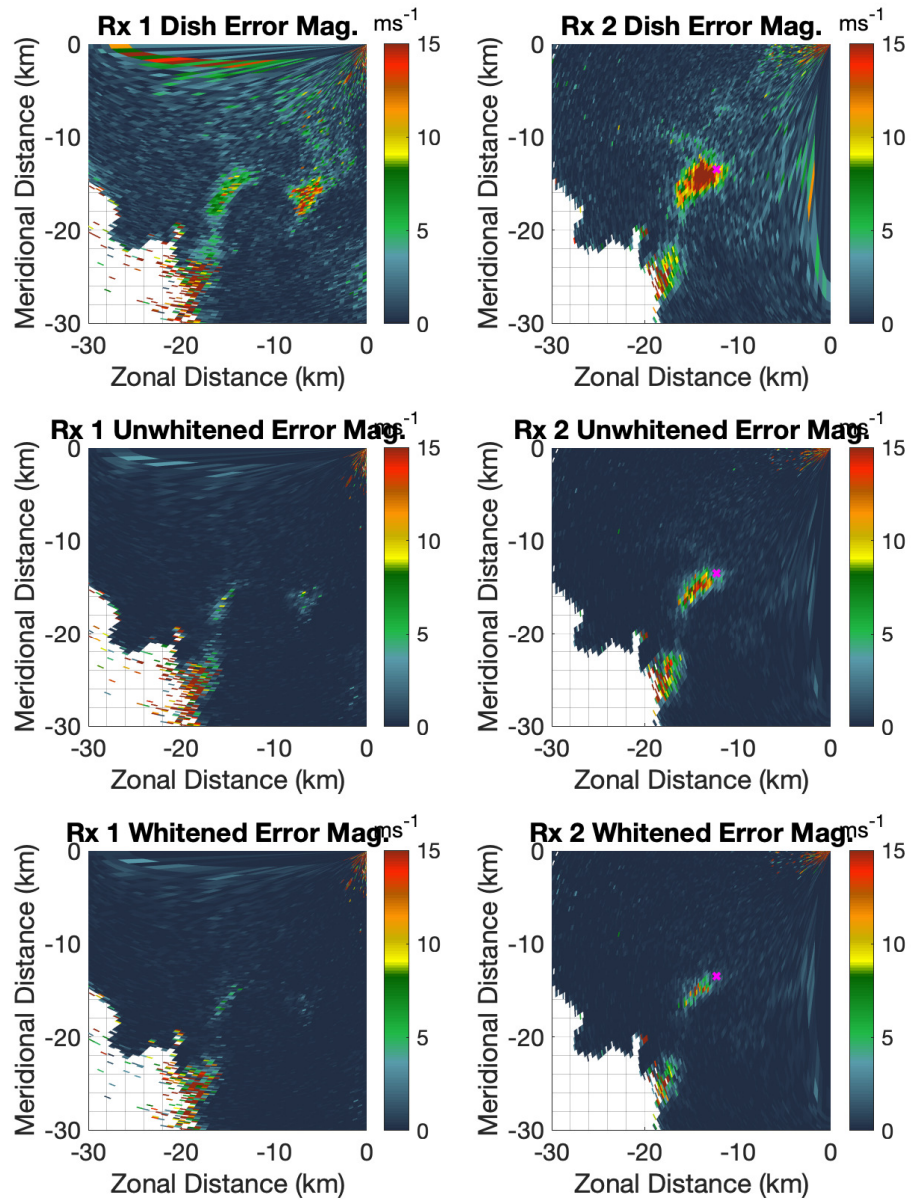 Rx 1 Dish Error Mag. ms-1
Meridional Distance (km)
0
-10
-20
-30
-30 -20 -10 0
Zonal Distance (km)
15
10
5
0
Rx 2 Dish Error Mag. ms-1
Meridional Distance (km)
0
-10
-20
-30
-30 -20 -10 0
Zonal Distance (km)
15
10
5
0
Rx 1 Unwhitened Error Mag. ms-1
Meridional Distance (km)
0
-10
-20
-30
-30 -20 -10 0
Zonal Distance (km)
15
10
5
0
Rx 2 Unwhitened Error Mag. ms-1
Meridional Distance (km)
0
-10
-20
-30
-30 -20 -10 0
Zonal Distance (km)
15
10
5
0
Rx 1 Whitened Error Mag. ms-1
Meridional Distance (km)
0
-10
-20
-30
-30 -20 -10 0
Zonal Distance (km)
15
10
5
0
Rx 2 Whitened Error Mag. ms-1
Meridional Distance (km)
0
-10
-20
-30
-30 -20 -10 0
Zonal Distance (km)
15
10
5
0